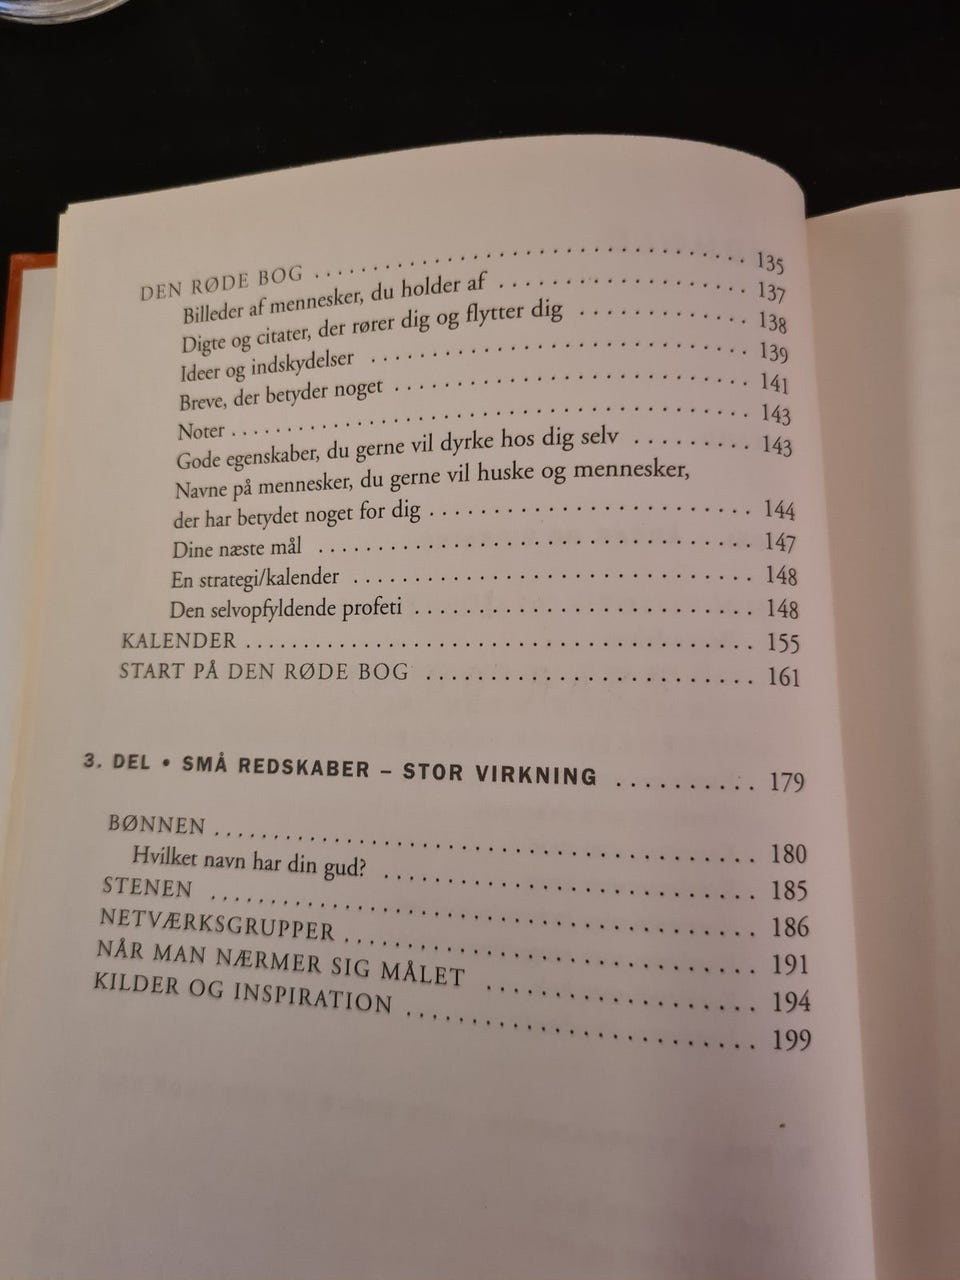 DEN RØDE BOG . . . . . . . . . . . . . . . . . . . . . . . . . . . . . . . . . 135
Billeder af mennesker, du holder af . . . . . . . . . . . . . . . . . . 137
Digte og citater, der rører dig og flytter dig . . . . . . . . . . . . 138
Ideer og indskydelser . . . . . . . . . . . . . . . . . . . . . . . . . . 139
Breve, der betyder noget . . . . . . . . . . . . . . . . . . . . . . . . 141
Noter . . . . . . . . . . . . . . . . . . . . . . . . . . . . . . . . . . . 143
Gode egenskaber, du gerne vil dyrke hos dig selv . . . . . . . . . 143
Navne på mennesker, du gerne vil huske og mennesker,
der har betydet noget for dig . . . . . . . . . . . . . . . . . . . . . . 144
Dine næste mål . . . . . . . . . . . . . . . . . . . . . . . . . . . . . 147
En strategi/kalender . . . . . . . . . . . . . . . . . . . . . . . . . . . 148
Den selvopfyldende profeti . . . . . . . . . . . . . . . . . . . . . . . 148
KALENDER . . . . . . . . . . . . . . . . . . . . . . . . . . . . . . . . . . 155
START PÅ DEN RØDE BOG . . . . . . . . . . . . . . . . . . . . . . . 161
3. DEL • SMÅ REDSKABER – STOR VIRKNING . . . . . . . . . . 179
BØNNEN . . . . . . . . . . . . . . . . . . . . . . . . . . . . . . . . . . . . 180
Hvilket navn har din gud? . . . . . . . . . . . . . . . . . . . . . . . . . 185
STENEN . . . . . . . . . . . . . . . . . . . . . . . . . . . . . . . . . . . . 186
NETVÆRKSGRUPPER . . . . . . . . . . . . . . . . . . . . . . . . . . . . 191
NÅR MAN NÆRMER SIG MÅLET . . . . . . . . . . . . . . . . . . 194
KILDER OG INSPIRATION . . . . . . . . . . . . . . . . . . . . . . . 199